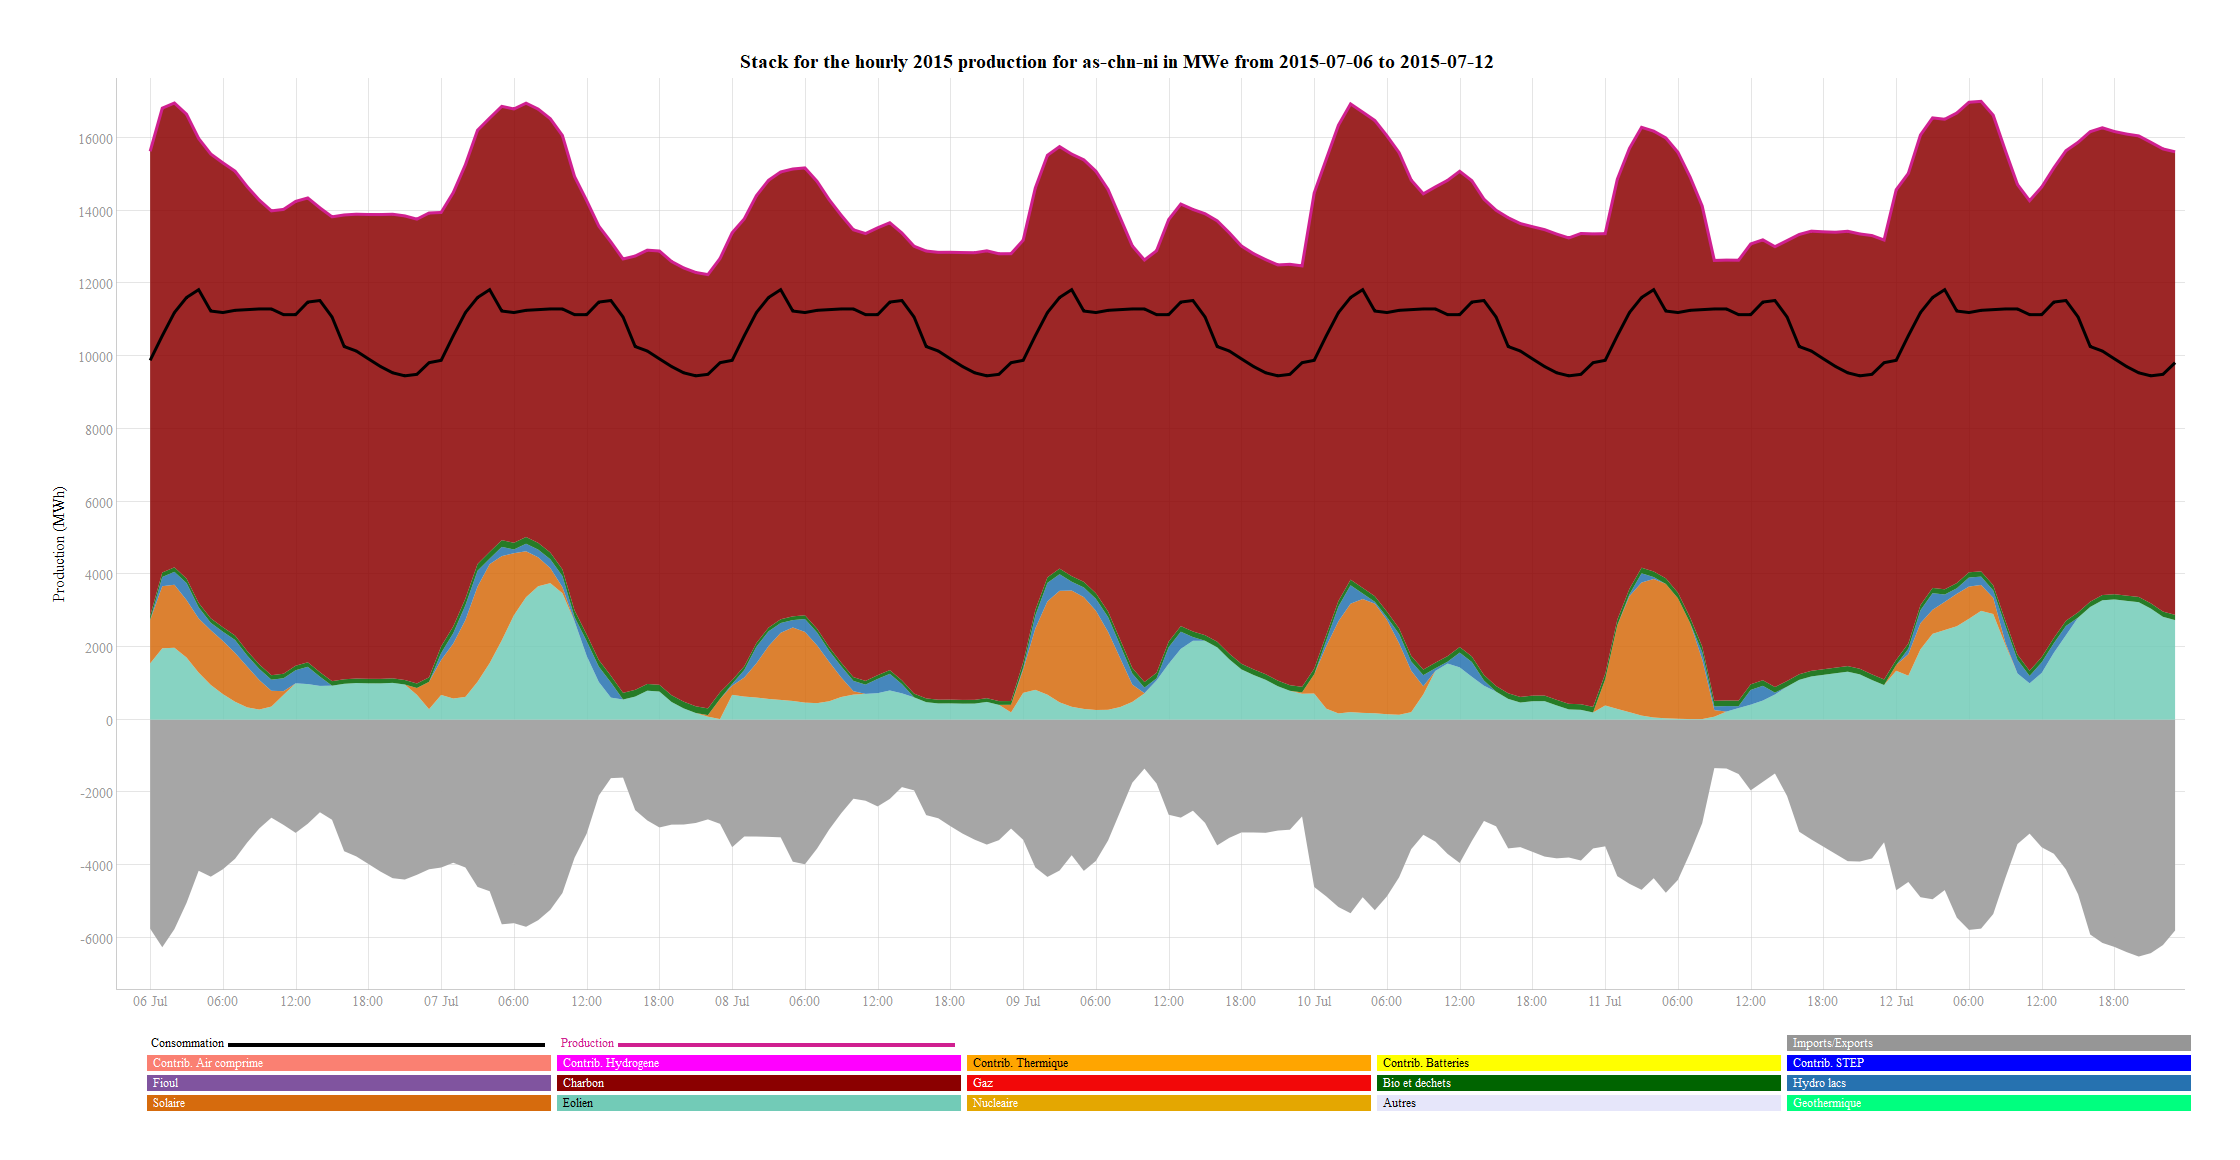 Stack for the hourly 2015 production for as-chn-ni in MWe from 2015-07-06 to 2015-07-12
Production (MWh)
16000
14000
12000
10000
8000
6000
4000
2000
0
-2000
-4000
-6000
06 Jul 06:00 12:00 18:00 07 Jul 06:00 12:00 18:00 08 Jul 06:00 12:00 18:00 09 Jul 06:00 12:00 18:00 10 Jul 06:00 12:00 18:00 11 Jul 06:00 12:00 18:00 12 Jul 06:00 12:00 18:00
Consommation Production Imports/Exports
Contrib. Air comprime Contrib. Hydrogene Contrib. Thermique Contrib. Batteries Contrib. STEP
Fioul Charbon Gaz Bio et dechets Hydro lacs
Solaire Eolien Nucleaire Autres Geothermique